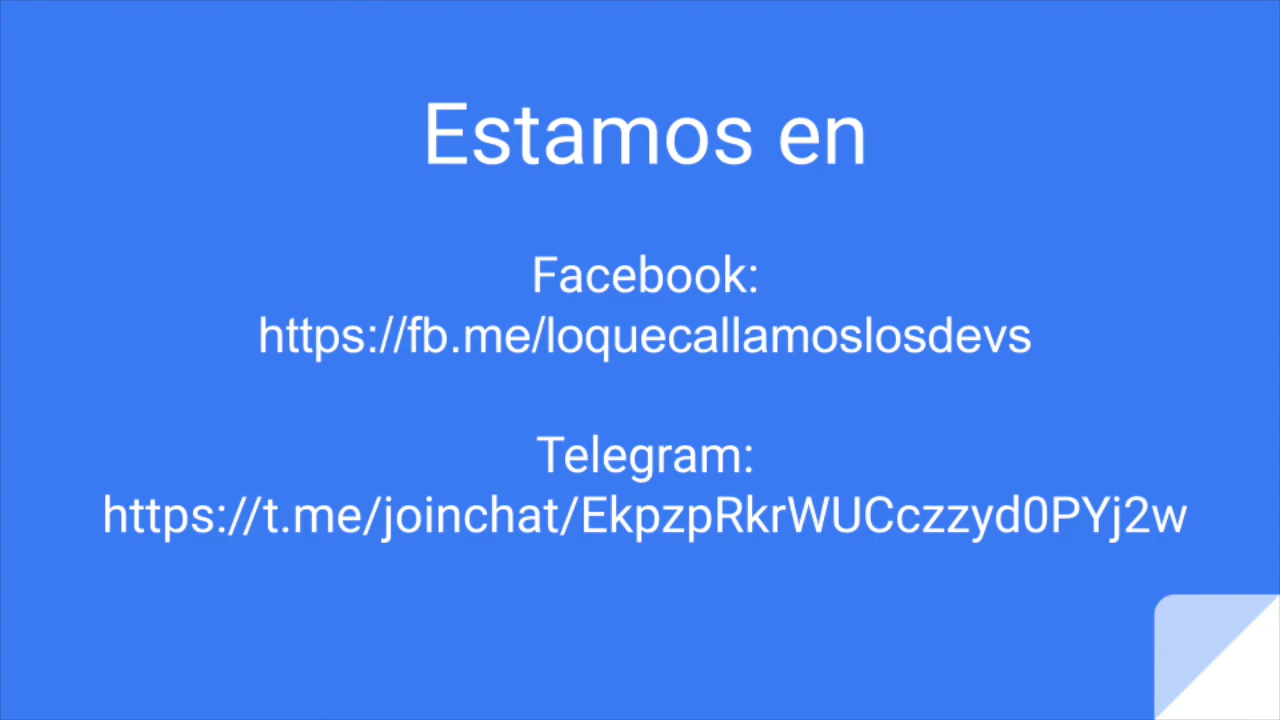 Estamos en
Facebook:
https://fb.me/loquecallamoslosdevs
Telegram:
https://t.me/joinchat/EkpzpRkrWUCczzyd0PYj2w